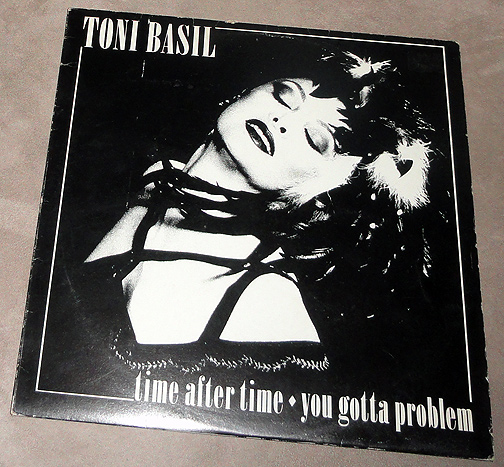 TONI BASIL
time after time • you gotta problem